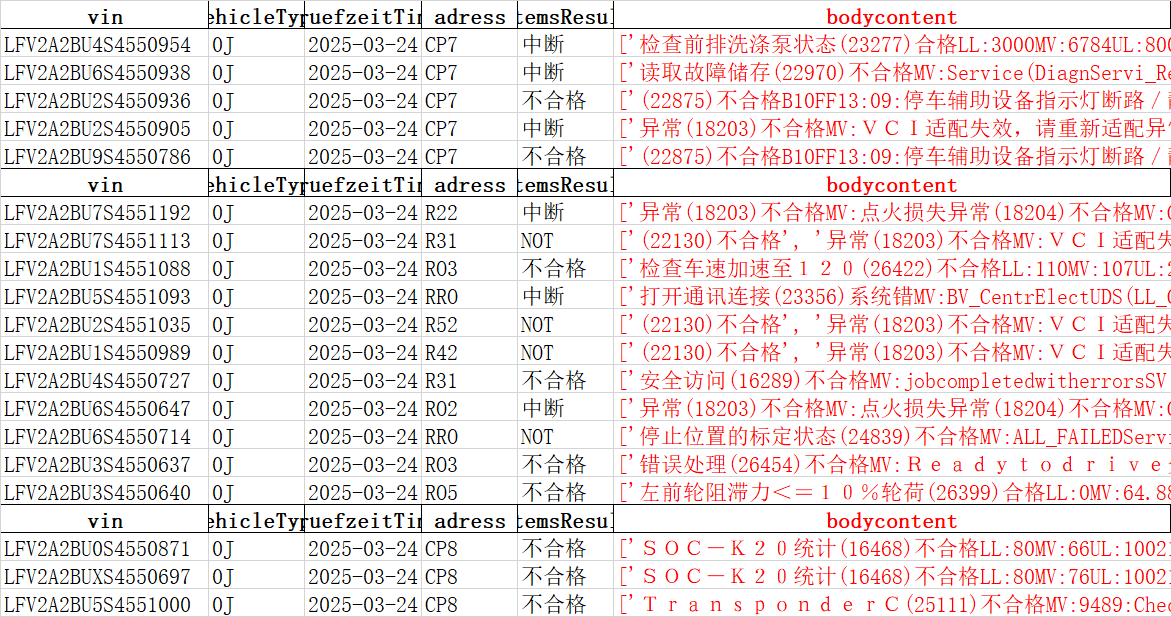 vin ehicleTyp ruefzeitTim adress temsResul bodycontent
LFV2A2BU4S4550954 0J 2025-03-24 CP7 中断 ['检查前排洗涤泵状态(23277)合格LL:3000MV:6784UL:800
LFV2A2BU6S4550938 0J 2025-03-24 CP7 中断 ['读取故障储存(22970)不合格MV:Service(DiagnServi_Re
LFV2A2BU2S4550936 0J 2025-03-24 CP7 不合格 ['(22875)不合格B10FF13:09:停车辅助设备指示灯断路/
LFV2A2BU2S4550905 0J 2025-03-24 CP7 中断 ['异常(18203)不合格MV:ＶＣＩ适配失效，请重新适配异常
LFV2A2BU9S4550786 0J 2025-03-24 CP7 不合格 ['(22875)不合格B10FF13:09:停车辅助设备指示灯断路/
vin ehicleTyp ruefzeitTim adress temsResul bodycontent
LFV2A2BU7S4551192 0J 2025-03-24 R22 中断 ['异常(18203)不合格MV:点火损失异常(18204)不合格MV:
LFV2A2BU7S4551113 0J 2025-03-24 R31 NOT ['(22130)不合格', '异常(18203)不合格MV:ＶＣＩ适配失
LFV2A2BU1S4551088 0J 2025-03-24 R03 不合格 ['检查车速加速至１２０(26422)不合格LL:110MV:107UL:2
LFV2A2BU5S4551093 0J 2025-03-24 RR0 中断 ['打开通讯连接(23356)系统错MV:BV_CentrElectUDS(LL_C
LFV2A2BU2S4551035 0J 2025-03-24 R52 NOT ['(22130)不合格', '异常(18203)不合格MV:ＶＣＩ适配失
LFV2A2BU1S4550989 0J 2025-03-24 R42 NOT ['(22130)不合格', '异常(18203)不合格MV:ＶＣＩ适配失
LFV2A2BU4S4550727 0J 2025-03-24 R31 不合格 ['安全访问(16289)不合格MV:jobcompletedwitherrorsSV
LFV2A2BU6S4550647 0J 2025-03-24 R02 中断 ['异常(18203)不合格MV:点火损失异常(18204)不合格MV:
LFV2A2BU6S4550714 0J 2025-03-24 RR0 NOT ['停止位置的标定状态(24839)不合格MV:ALL_FAILEDServi
LFV2A2BU3S4550637 0J 2025-03-24 R03 不合格 ['错误处理(26454)不合格MV:Ｒｅａｄｙｔｏｄｒｉｖｅ
LFV2A2BU3S4550640 0J 2025-03-24 R05 不合格 ['左前轮阻滞力＜＝１０％轮荷(26399)合格LL:0MV:64.88
vin ehicleTyp ruefzeitTim adress temsResul bodycontent
LFV2A2BU0S4550871 0J 2025-03-24 CP8 不合格 ['ＳＯＣ－Ｋ２０统计(16468)不合格LL:80MV:66UL:10021
LFV2A2BUXS4550697 0J 2025-03-24 CP8 不合格 ['ＳＯＣ－Ｋ２０统计(16468)不合格LL:80MV:76UL:10021
LFV2A2BU5S4551000 0J 2025-03-24 CP8 不合格 ['ＴｒａｎｓｐｏｎｄｅｒＣ(25111)不合格MV:9489:Chec